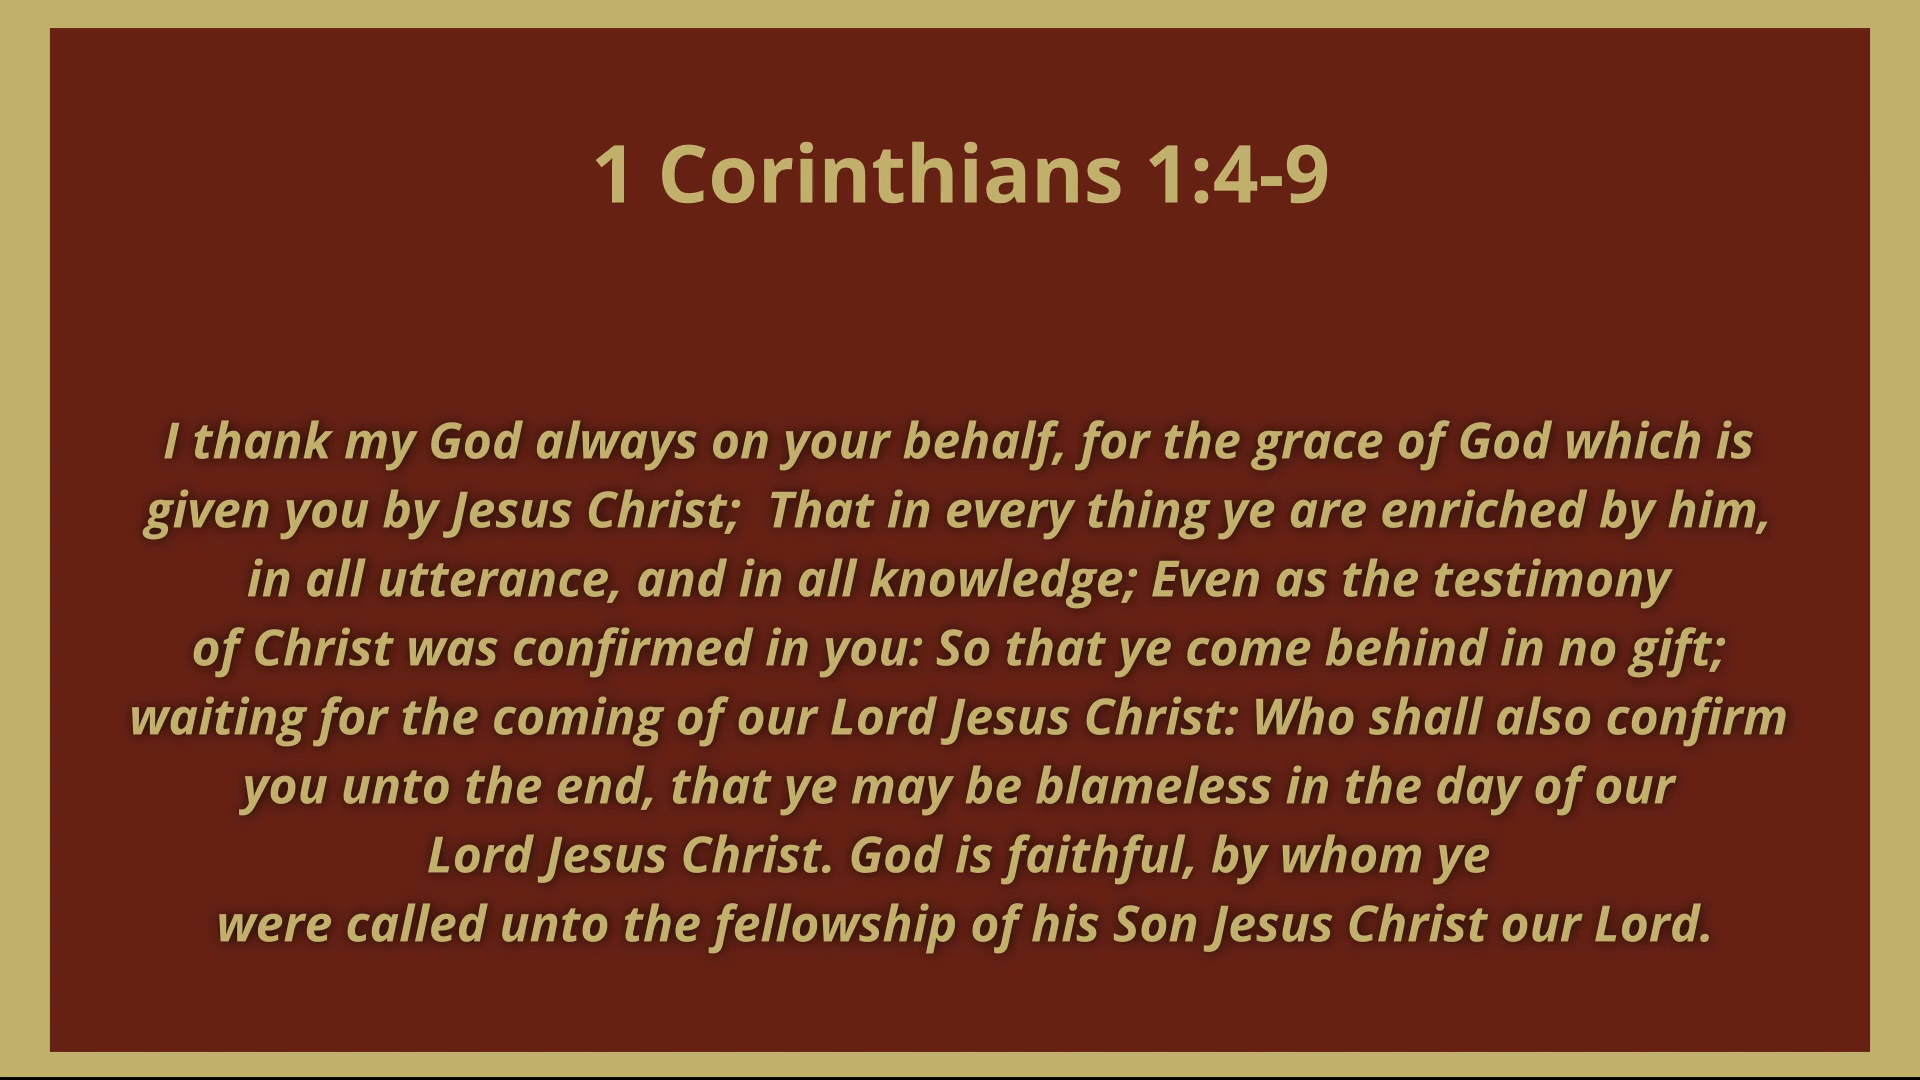 1 Corinthians 1:4-9
I thank my God always on your behalf, for the grace of God which is
given you by Jesus Christ;  That in every thing ye are enriched by him,
in all utterance, and in all knowledge; Even as the testimony
of Christ was confirmed in you: So that ye come behind in no gift;
waiting for the coming of our Lord Jesus Christ: Who shall also confirm
you unto the end, that ye may be blameless in the day of our
Lord Jesus Christ. God is faithful, by whom ye
were called unto the fellowship of his Son Jesus Christ our Lord.